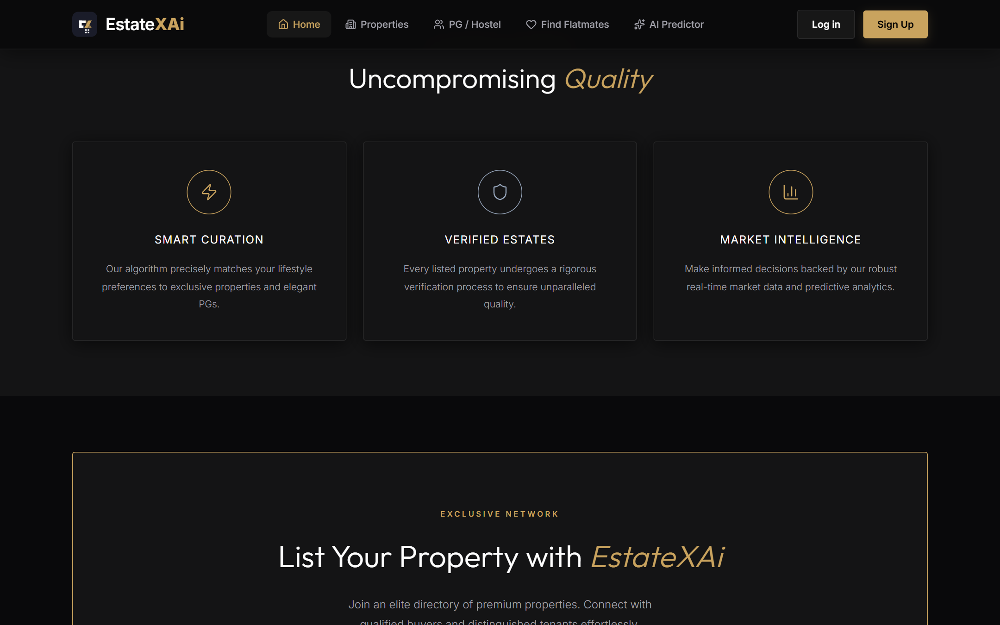 EstateXAi
Home
Properties
PG / Hostel
Find Flatmates
AI Predictor
Log in
Sign Up
Uncompromising Quality
SMART CURATION
Our algorithm precisely matches your lifestyle
preferences to exclusive properties and elegant
PGs.
VERIFIED ESTATES
Every listed property undergoes a rigorous
verification process to ensure unparalleled
quality.
MARKET INTELLIGENCE
Make informed decisions backed by our robust
real-time market data and predictive analytics.
EXCLUSIVE NETWORK
List Your Property with EstateXAi
Join an elite directory of premium properties. Connect with
qualified buyers and distinguished tenants effortlessly